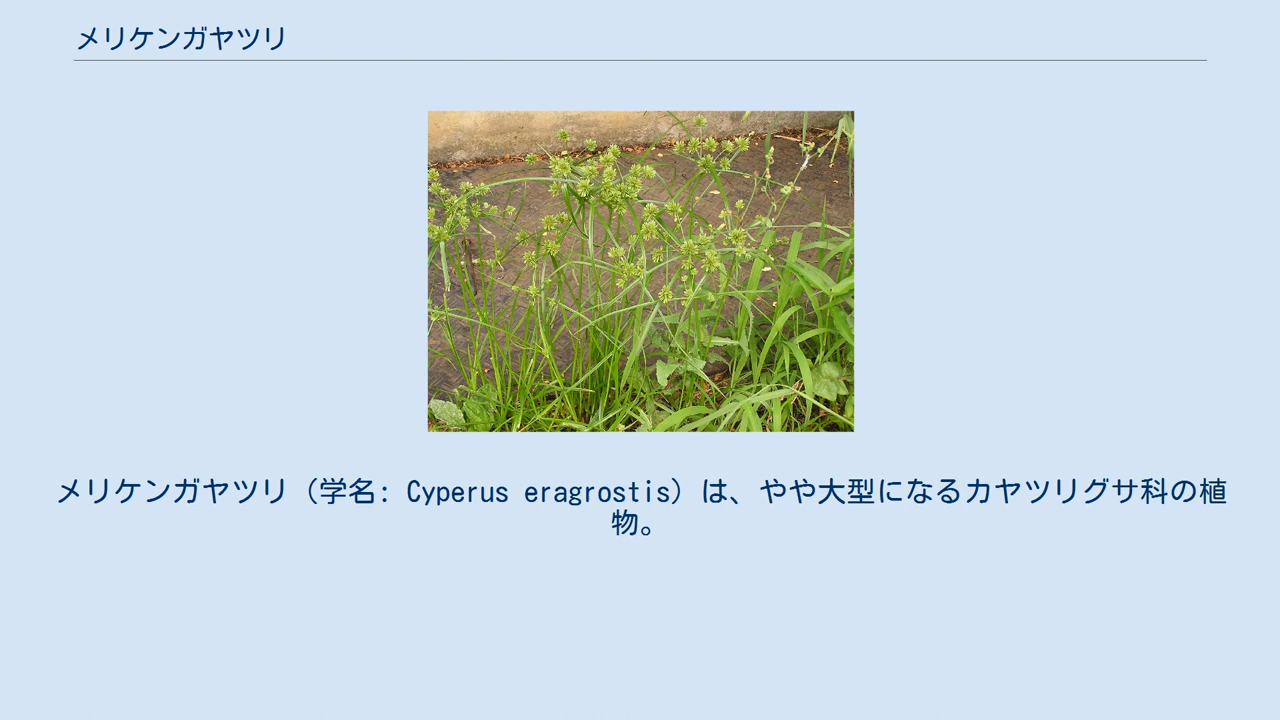 メリケンガヤツリ
メリケンガヤツリ（学名: Cyperus eragrostis）は、やや大型になるカヤツリグサ科の植
物。